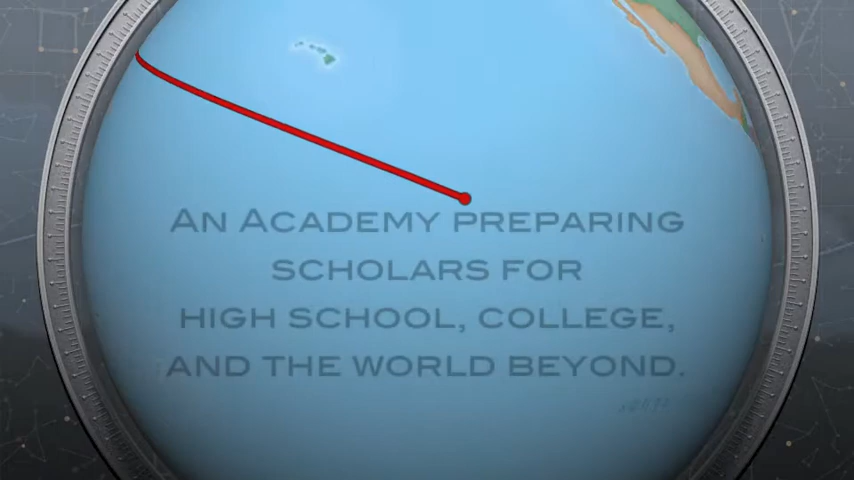 An Academy preparing
scholars for
high school, college,
and the world beyond.